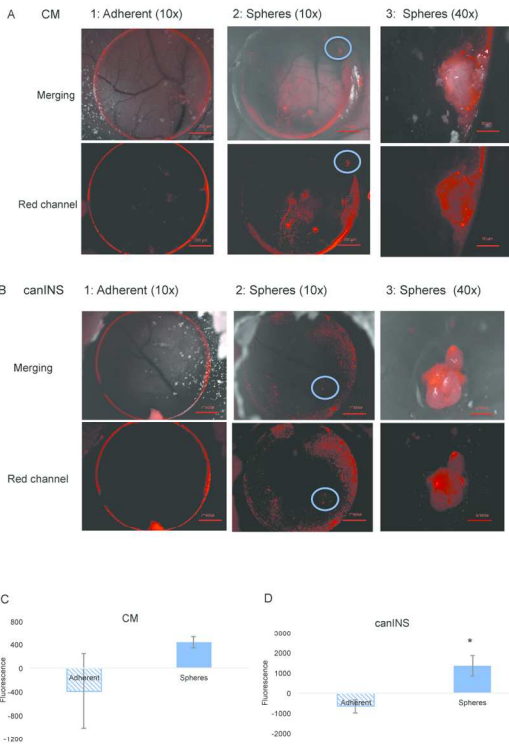 A CM 1: Adherent (10x) 2: Spheres (10x) 3: Spheres (40x)
Merging
Red channel
B canINS 1: Adherent (10x) 2: Spheres (10x) 3: Spheres (40x)
Merging
Red channel
C
CM
800
400
0
-400
-800
-1200
Fluorescence
Adherent
Spheres
D
canINS
3000
2000
1000
0
-1000
-2000
Fluorescence
Adherent
Spheres
*